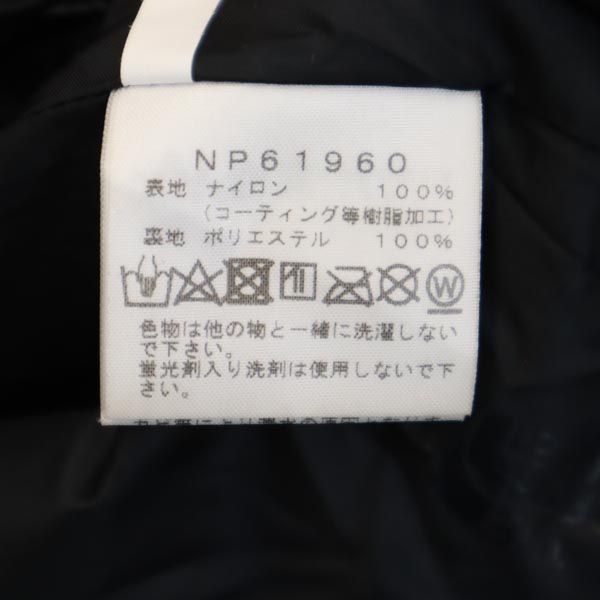 NP61960
表地 ナイロン 100%
(コーティング等樹脂加工)
裏地 ポリエステル 100%
W
色物は他の物と一緒に洗濯しない
で下さい。
蛍光剤入り洗剤は使用しないで下
さい。